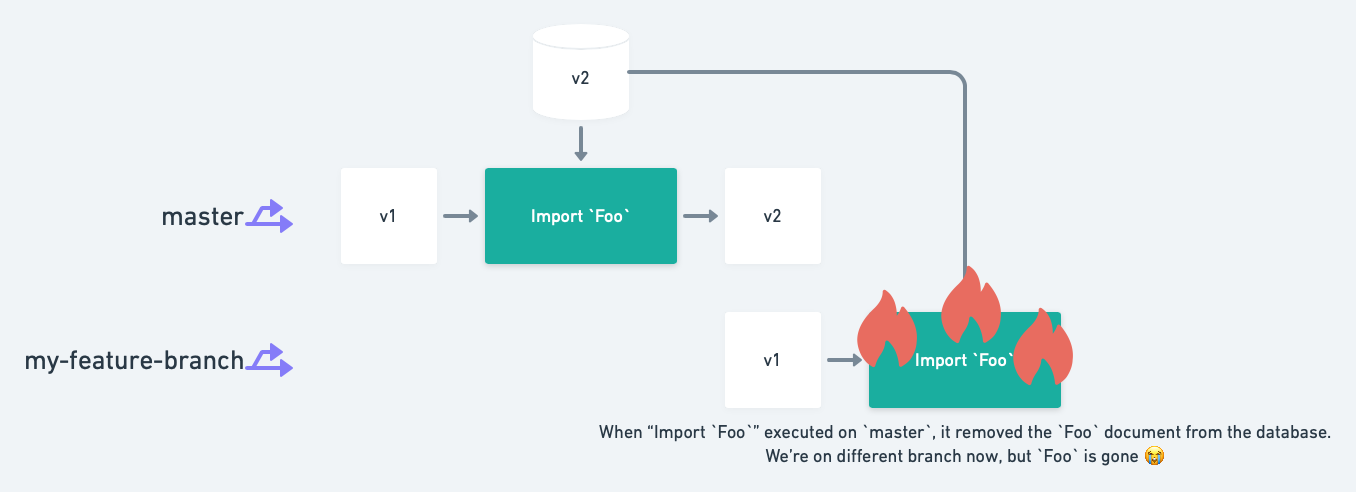 v2
master
v1
Import `Foo`
v2
my-feature-branch
v1
Import `Foo`
When “Import `Foo`” executed on `master`, it removed the `Foo` document from the database.
We’re on different branch now, but `Foo` is gone 😭